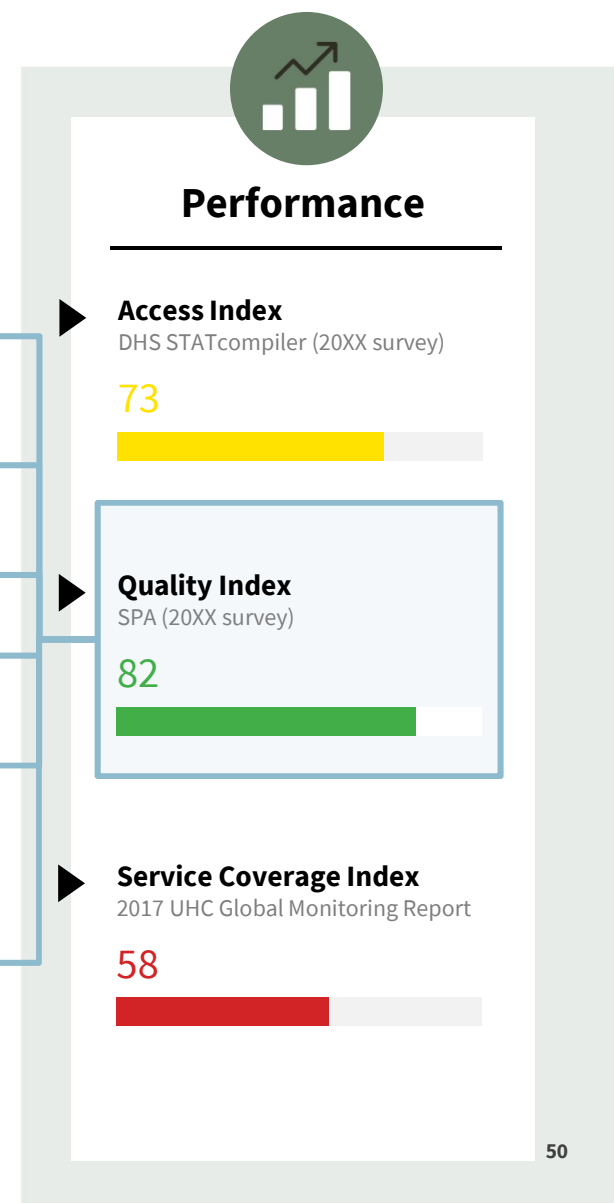 Performance
Access Index
DHS STATcompiler (20XX survey)
73
Quality Index
SPA (20XX survey)
82
Service Coverage Index
2017 UHC Global Monitoring Report
58
50